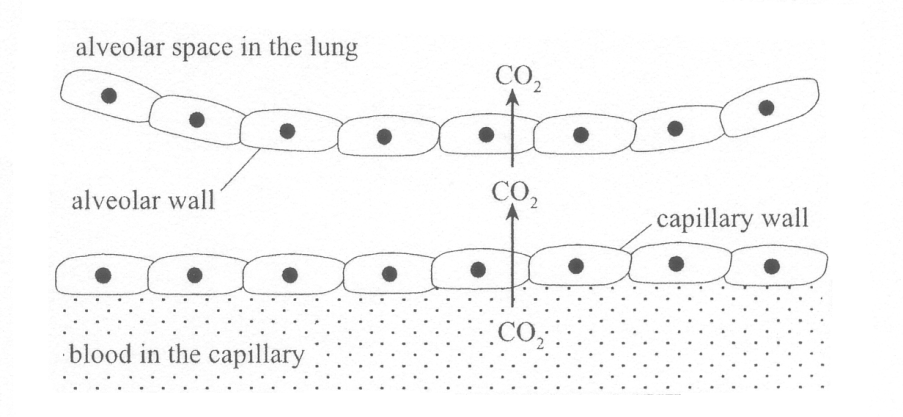 alveolar space in the lung
CO₂
alveolar wall
CO₂
capillary wall
CO₂
blood in the capillary